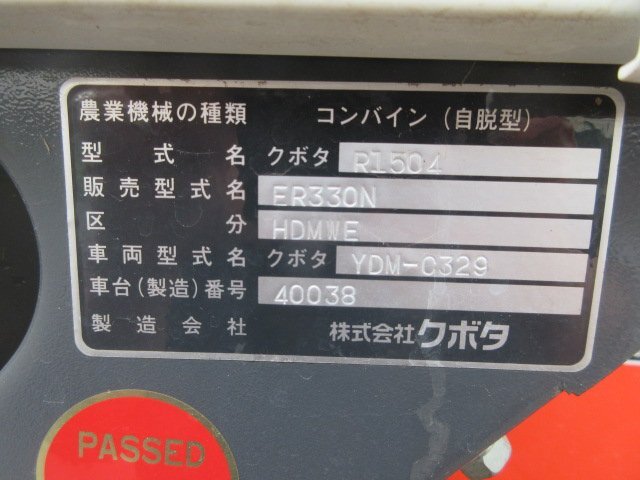 農業機械の種類 コンバイン(自脱型)
型式名 クボタ R1504
販売型式名 ER330N
区分 HDMWE
車両型式名 クボタ YDM-C329
車台(製造)番号 40038
製造会社 株式会社クボタ
PASSED